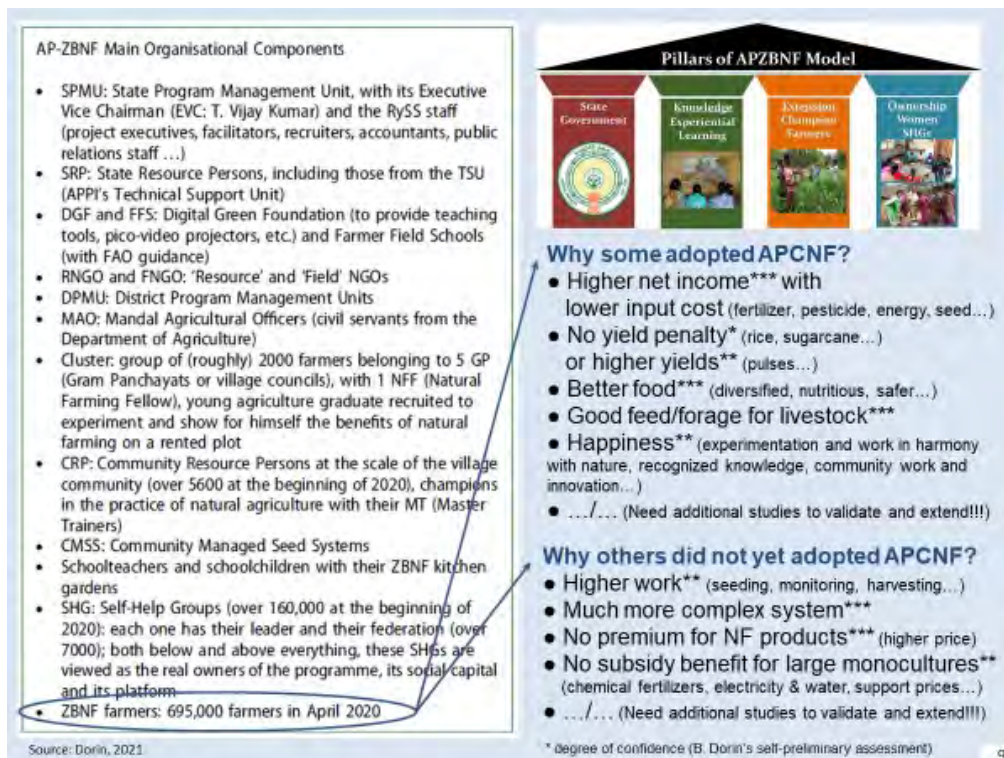 AP-ZBNF Main Organisational Components
• SPMU: State Program Management Unit, with its Executive
Vice Chairman (EVC: T. Vijay Kumar) and the RySS staff
(project executives, facilitators, recruiters, accountants, public
relations staff ...)
• SRP: State Resource Persons, including those from the TSU
(APPI's Technical Support Unit)
• DGF and FFS: Digital Green Foundation (to provide teaching
tools, pico-video projectors, etc.) and Farmer Field Schools
(with FAO guidance)
• RNGO and FNGO: 'Resource' and 'Field' NGOs
• DPMU: District Program Management Units
• MAO: Mandal Agricultural Officers (civil servants from the
Department of Agriculture)
• Cluster: group of (roughly) 2000 farmers belonging to 5 GP
(Gram Panchayats or village councils), with 1 NFF (Natural
Farming Fellow), young agriculture graduate recruited to
experiment and show for himself the benefits of natural
farming on a rented plot
• CRP: Community Resource Persons at the scale of the village
community (over 5600 at the beginning of 2020), champions
in the practice of natural agriculture with their MT (Master
Trainers)
• CMSS: Community Managed Seed Systems
• Schoolteachers and schoolchildren with their ZBNF kitchen
gardens
• SHG: Self-Help Groups (over 160,000 at the beginning of
2020): each one has their leader and their federation (over
7000); both below and above everything, these SHGs are
viewed as the real owners of the programme, its social capital
and its platform
• ZBNF farmers: 695,000 farmers in April 2020
Source: Dorin, 2021
Pillars of APZBNF Model
State
Government
Knowledge
Experiential
Learning
Extension
Champion
Farmers
Ownership
Women
SHGs
Why some adopted APCNF?
● Higher net income*** with
lower input cost (fertilizer, pesticide, energy, seed…)
● No yield penalty* (rice, sugarcane…)
or higher yields** (pulses…)
● Better food*** (diversified, nutritious, safer…)
● Good feed/forage for livestock***
● Happiness** (experimentation and work in harmony
with nature, recognized knowledge, community work and
innovation…)
● …/… (Need additional studies to validate and extend!!!)
Why others did not yet adopted APCNF?
● Higher work** (seeding, monitoring, harvesting…)
● Much more complex system***
● No premium for NF products*** (higher price)
● No subsidy benefit for large monocultures**
(chemical fertilizers, electricity & water, support prices…)
● …/… (Need additional studies to validate and extend!!!)
* degree of confidence (B. Dorin's self-preliminary assessment)
9